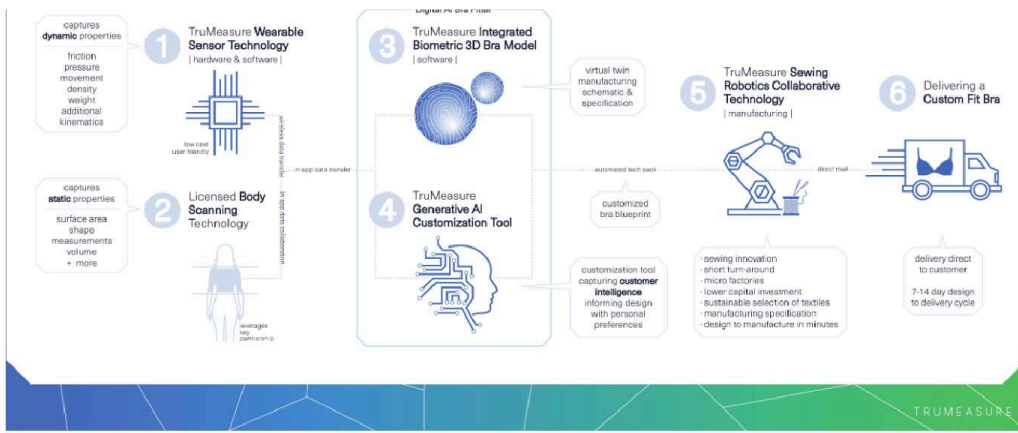 captures
dynamic properties
friction
pressure
movement
density
weight
additional
kinematics
1
TruMeasure Wearable
Sensor Technology
| hardware & software |
low cost
user friendly
wireless data transfer
captures
static properties
surface area
shape
measurements
volume
+ more
2
Licensed Body
Scanning
Technology
leverages
key
partnership
in app data collaboration
in-app data transfer
Digital AI Bra Fitter
3
TruMeasure Integrated
Biometric 3D Bra Model
| software |
virtual twin
manufacturing
schematic &
specification
4
TruMeasure
Generative AI
Customization Tool
automated tech pack
customized
bra blueprint
customization tool
capturing customer
intelligence
informing design
with personal
preferences
5
TruMeasure Sewing
Robotics Collaborative
Technology
| manufacturing |
direct mail
· sewing innovation
· short turn-around
· micro factories
· lower capital investment
· sustainable selection of textiles
· manufacturing specification
· design to manufacture in minutes
6
Delivering a
Custom Fit Bra
delivery direct
to customer
7-14 day design
to delivery cycle
TRUMEASURE